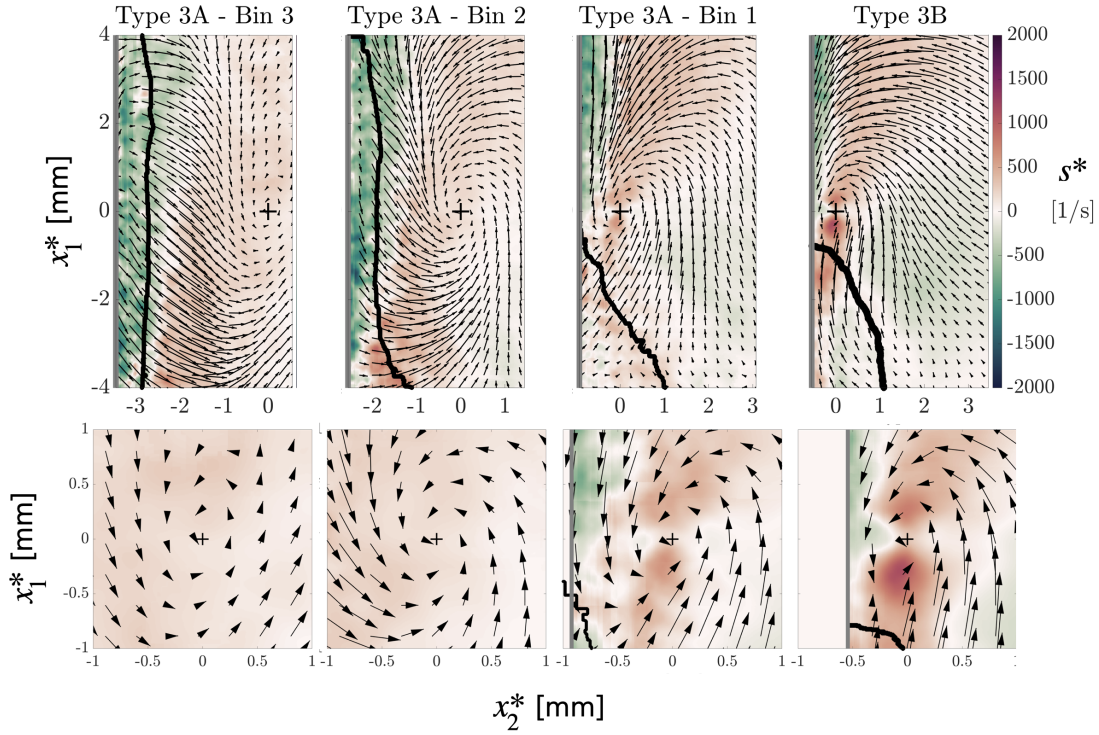 Type 3A - Bin 3 Type 3A - Bin 2 Type 3A - Bin 1 Type 3B
4 2 0 -2 -4
x₁* [mm]
-3 -2 -1 0
-2 -1 0 1
0 1 2 3
0 1 2 3
2000
1500
1000
500
0
-500
-1000
-1500
-2000
s*
[1/s]
1 0.5 0 -0.5 -1
x₁* [mm]
-1 -0.5 0 0.5 1
-1 -0.5 0 0.5
-1 -0.5 0 0.5 1
-1 -0.5 0 0.5 1
x₂* [mm]